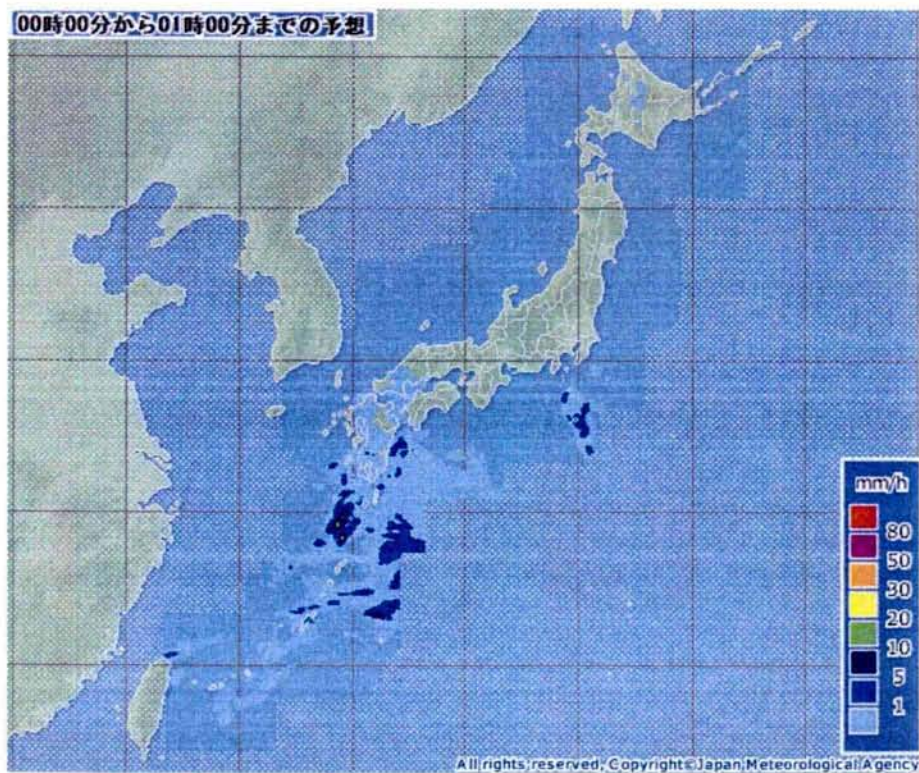 00時00分から01時00分までの予想
mm/h
80
50
30
20
10
5
1
All rights reserved, Copyright©Japan Meteorological Agency